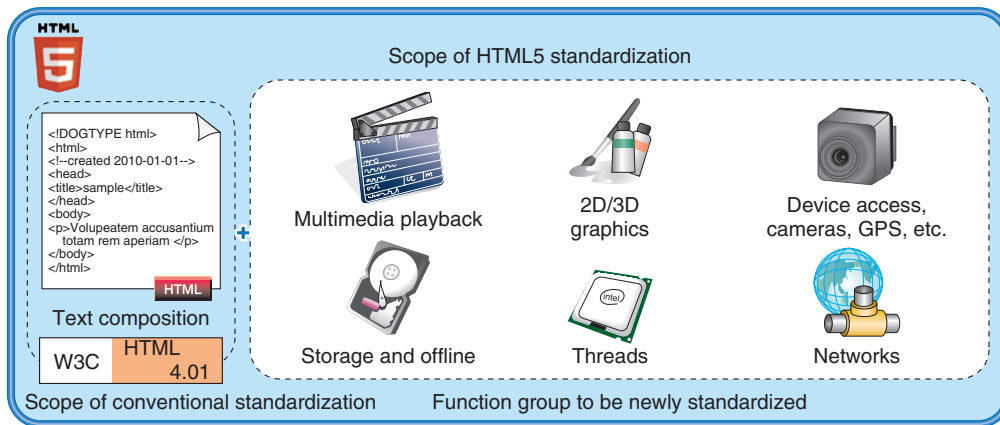 HTML
5
Scope of HTML5 standardization
<!DOGTYPE html>
<html>
<!--created 2010-01-01-->
<head>
<title>sample</title>
</head>
<body>
<p>Volupeatem accusantium
totam rem aperiam </p>
</body>
</html>
HTML
Text composition
W3C
HTML
4.01
+
Multimedia playback
2D/3D
graphics
Device access,
cameras, GPS, etc.
Storage and offline
intel
Threads
Networks
Scope of conventional standardization
Function group to be newly standardized